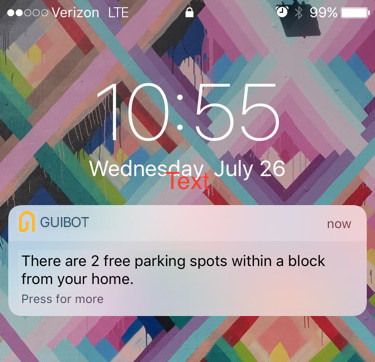 Verizon LTE 99%
10:55
Wednesday, July 26
Text
GUIBOT now
There are 2 free parking spots within a block
from your home.
Press for more